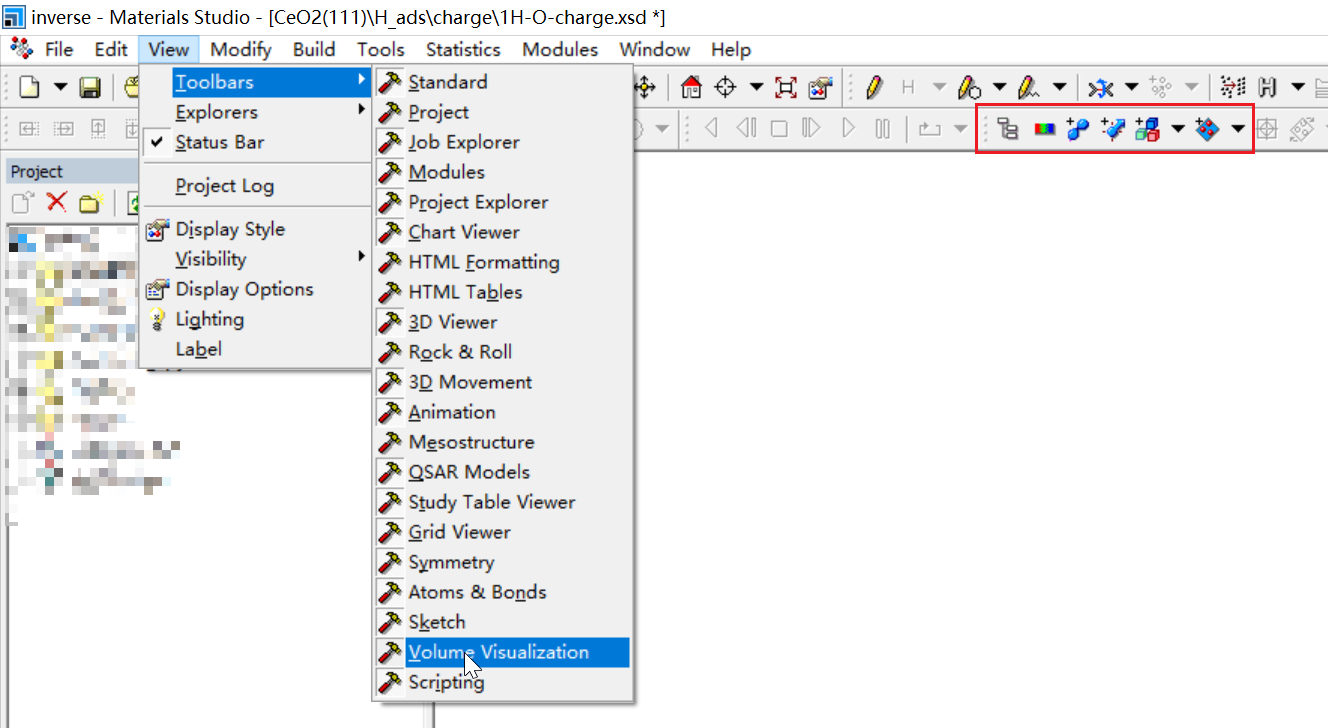 inverse - Materials Studio - [CeO2(111)\H_ads\charge\1H-O-charge.xsd *]
File Edit View Modify Build Tools Statistics Modules Window Help
Toolbars
Explorers
Status Bar
Project Log
Display Style
Visibility
Display Options
Lighting
Label
Standard
Project
Job Explorer
Modules
Project Explorer
Chart Viewer
HTML Formatting
HTML Tables
3D Viewer
Rock & Roll
3D Movement
Animation
Mesostructure
QSAR Models
Study Table Viewer
Grid Viewer
Symmetry
Atoms & Bonds
Sketch
Volume Visualization
Scripting
H
Project